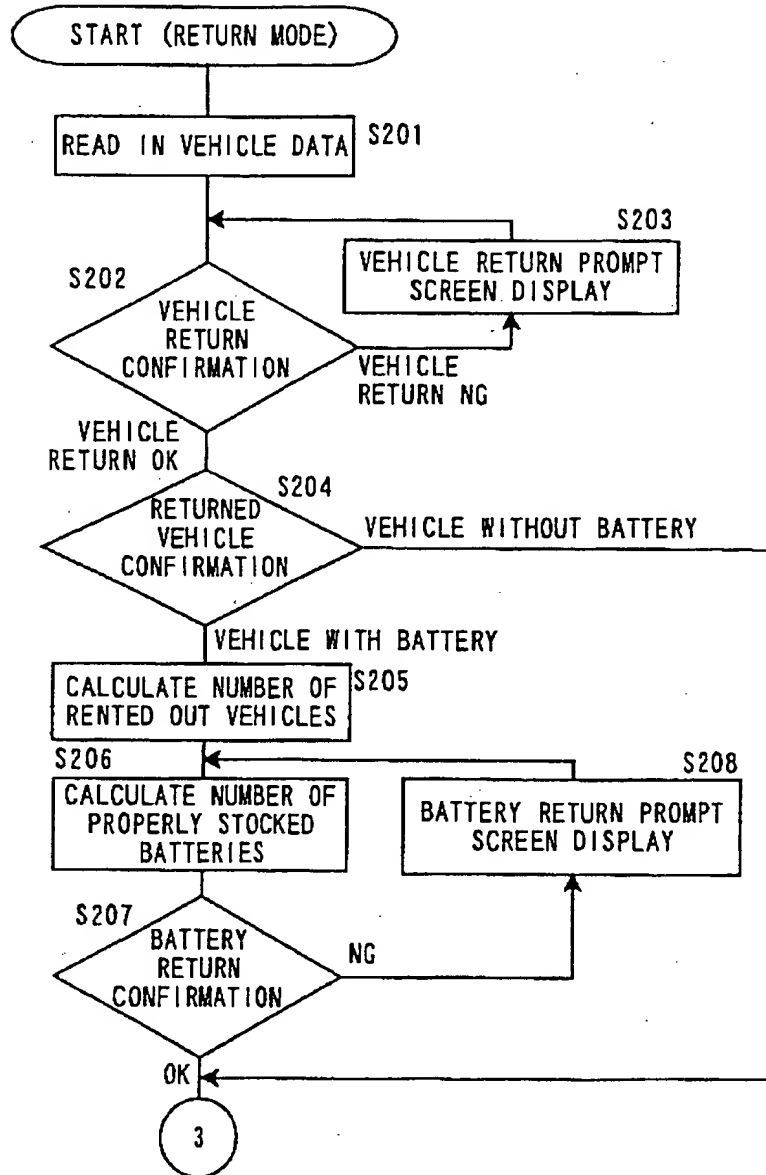 START (RETURN MODE)
READ IN VEHICLE DATA
S201
S203
VEHICLE RETURN PROMPT
SCREEN DISPLAY
S202
VEHICLE
RETURN
CONFIRMATION
VEHICLE
RETURN NG
VEHICLE
RETURN OK
S204
RETURNED
VEHICLE
CONFIRMATION
VEHICLE WITHOUT BATTERY
VEHICLE WITH BATTERY
CALCULATE NUMBER OF
RENTED OUT VEHICLES
S205
S206
CALCULATE NUMBER OF
PROPERLY STOCKED
BATTERIES
S208
BATTERY RETURN PROMPT
SCREEN DISPLAY
S207
BATTERY
RETURN
CONFIRMATION
NG
OK
3